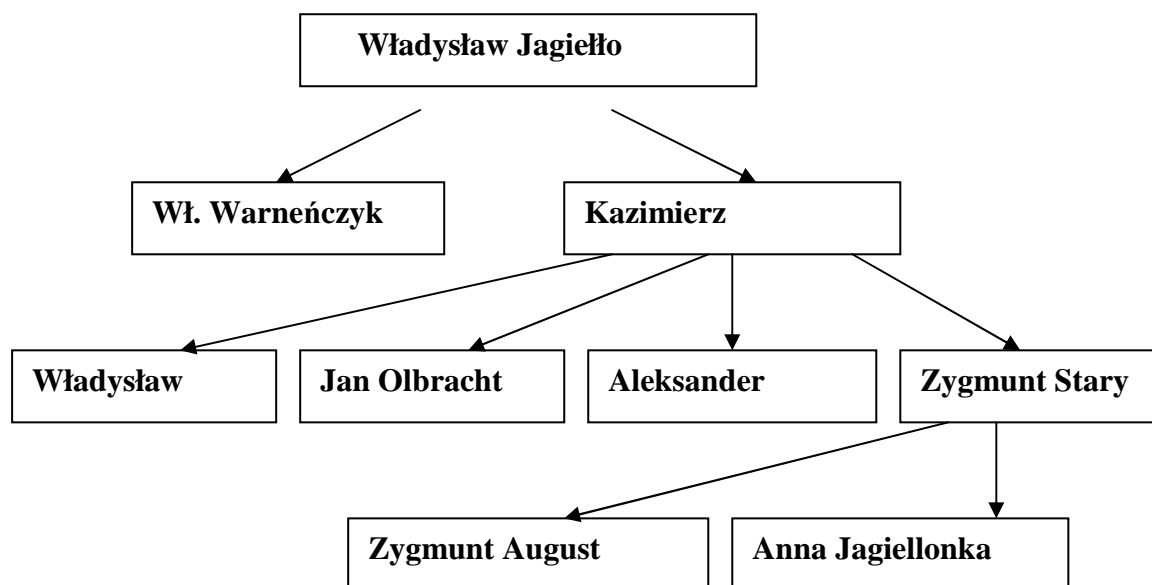 Władysław Jagiełło
Wł. Warneńczyk
Kazimierz
Władysław
Jan Olbracht
Aleksander
Zygmunt Stary
Zygmunt August
Anna Jagiellonka